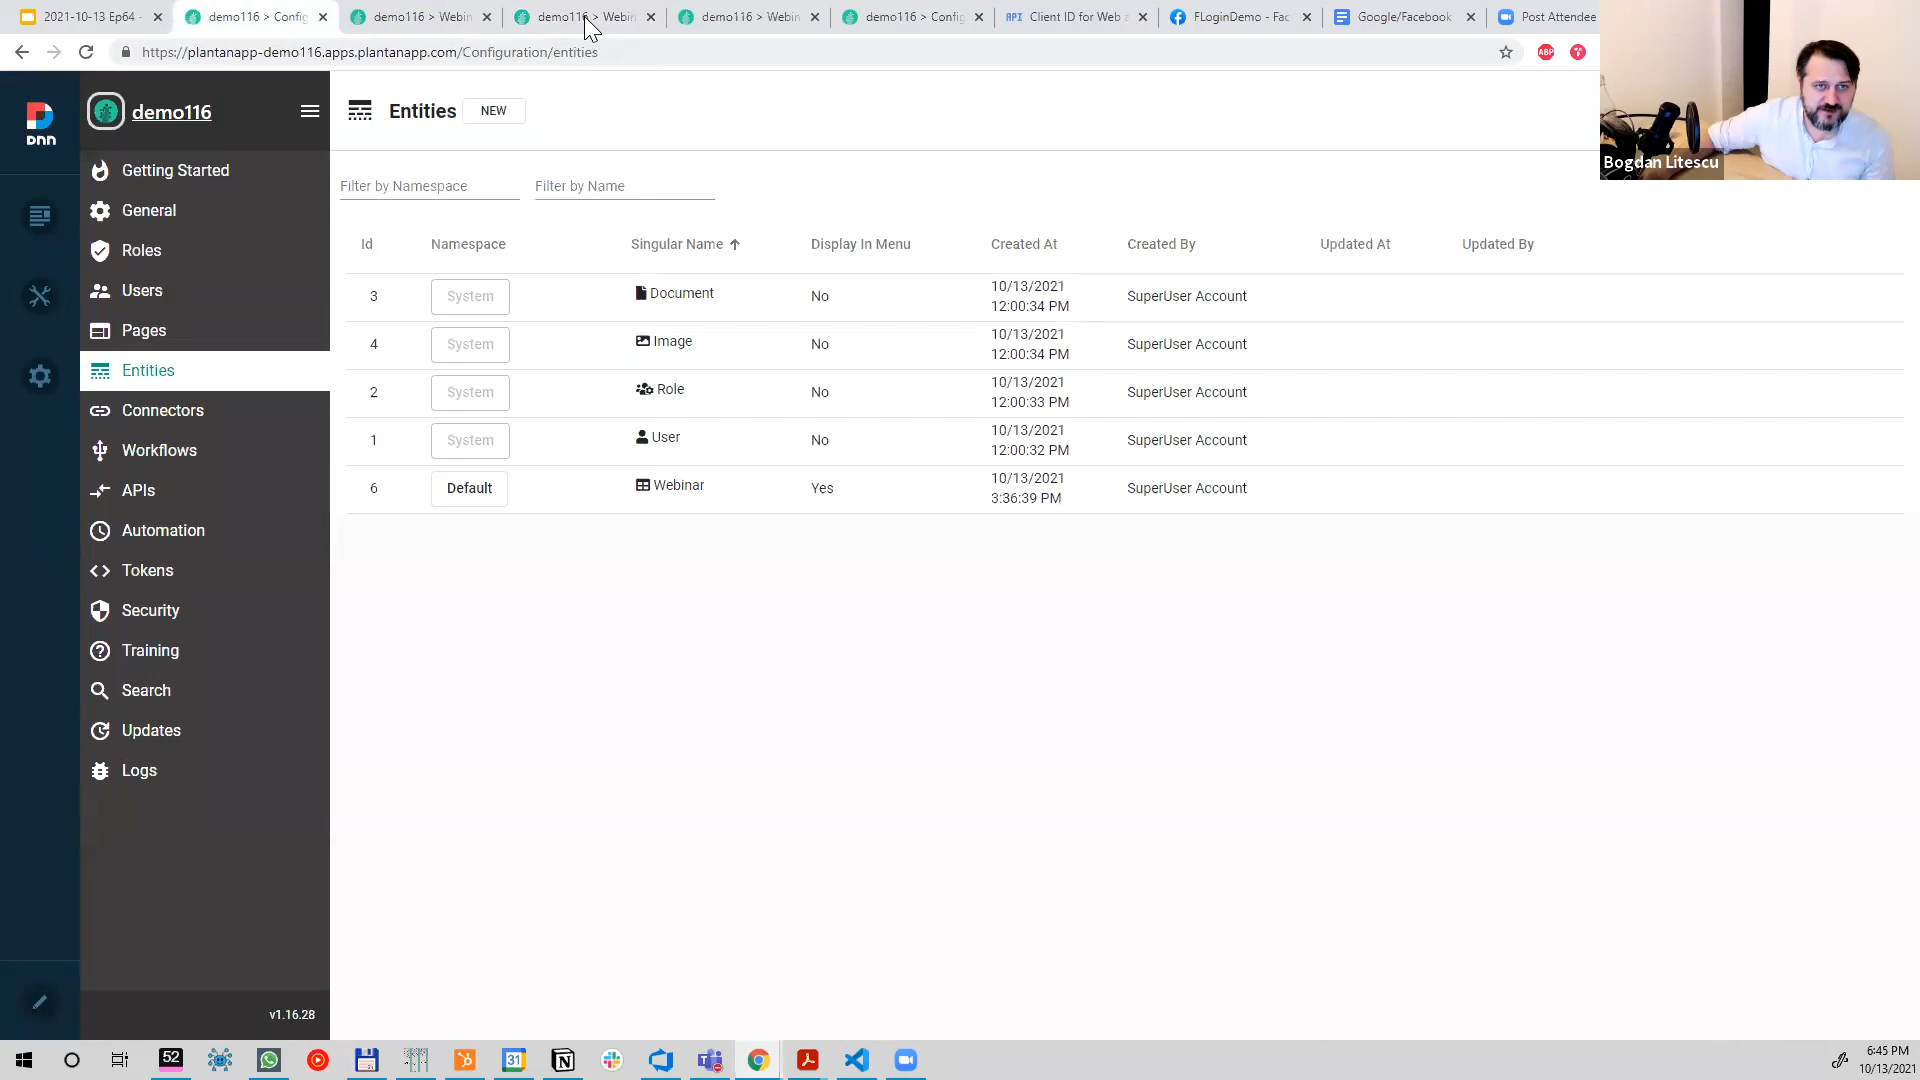 2021-10-13 Ep64 -
demo116 > Config
demo116 > Webin
demo116 > Webin
demo116 > Webin
demo116 > Config
API Client ID for Web a
FLoginDemo - Fac
Google/Facebook
Post Attendee
https://plantanapp-demo116.apps.plantanapp.com/Configuration/entities
ABP
Bogdan Litescu
DNN
demo116
Getting Started
General
Roles
Users
Pages
Entities
Connectors
Workflows
APIs
Automation
Tokens
Security
Training
Search
Updates
Logs
v1.16.28
Entities NEW
Filter by Namespace Filter by Name
Id Namespace Singular Name Display In Menu Created At Created By Updated At Updated By
3 System Document No 10/13/2021 12:00:34 PM SuperUser Account
4 System Image No 10/13/2021 12:00:34 PM SuperUser Account
2 System Role No 10/13/2021 12:00:33 PM SuperUser Account
1 System User No 10/13/2021 12:00:32 PM SuperUser Account
6 Default Webinar Yes 10/13/2021 3:36:39 PM SuperUser Account
52
31
6:45 PM
10/13/2021